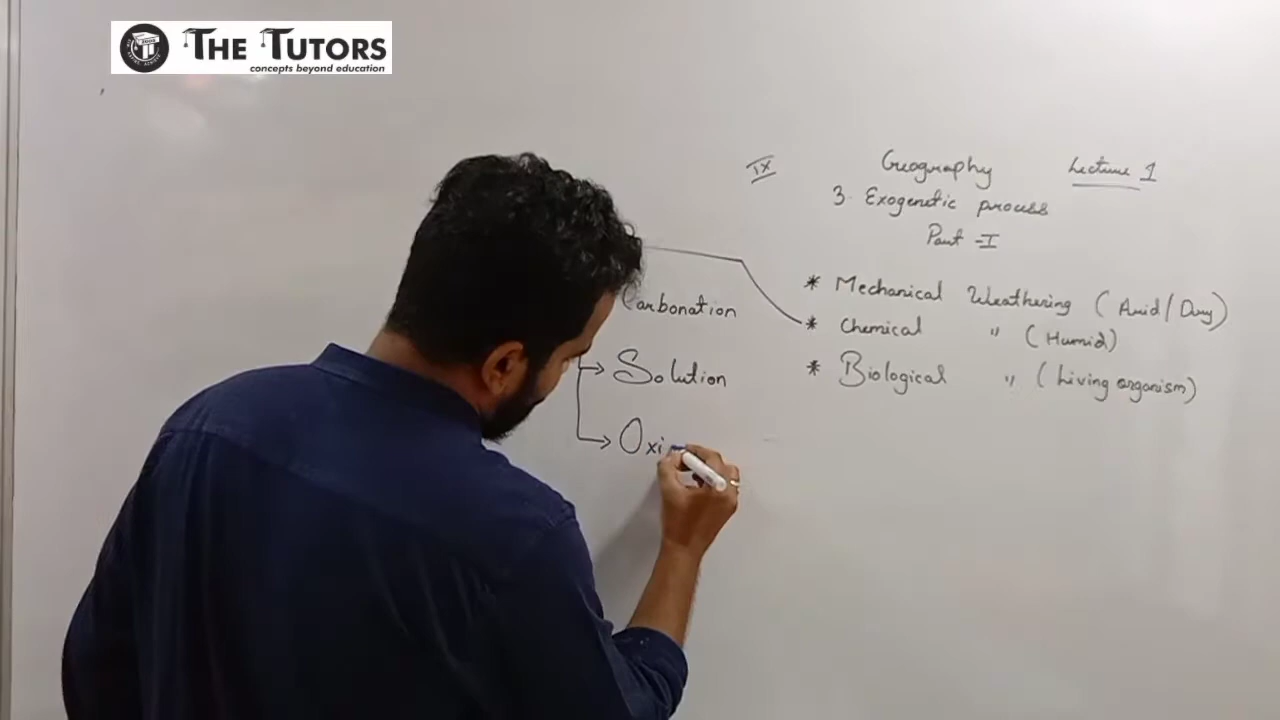 THE TUTORS
concepts beyond education
IX Geography Lecture 1
3. Exogenetic process
Part - I
* Mechanical Weathering (Arid/Dry)
* Chemical " (Humid)
* Biological " (Living organism)
Carbonation
Solution
Oxi